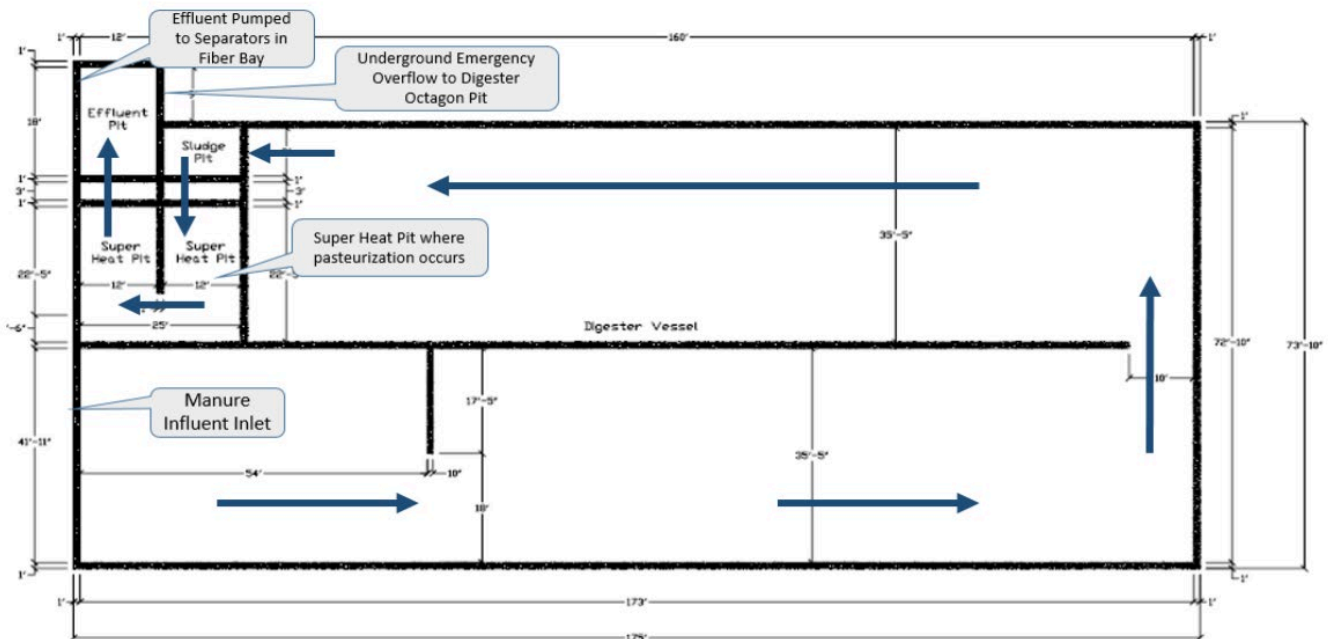 Effluent Pumped
to Separators in
Fiber Bay
Underground Emergency
Overflow to Digester
Octagon Pit
1'
12'
160'
1'
1'
18'
Effluent
Pit
Sludge
Pit
1'
1'
3'
1'
1'
3'
1'
Super
Heat Pit
Super
Heat Pit
Super Heat Pit where
pasteurization occurs
35'-5"
22'-5"
12'
12'
25'
Digester Vessel
72'-10"
73'-10"
10'
Manure
Influent Inlet
17'-5"
41'-11"
54'
10"
35'-5"
18'
1'
1'
1'
173'
1'
175'